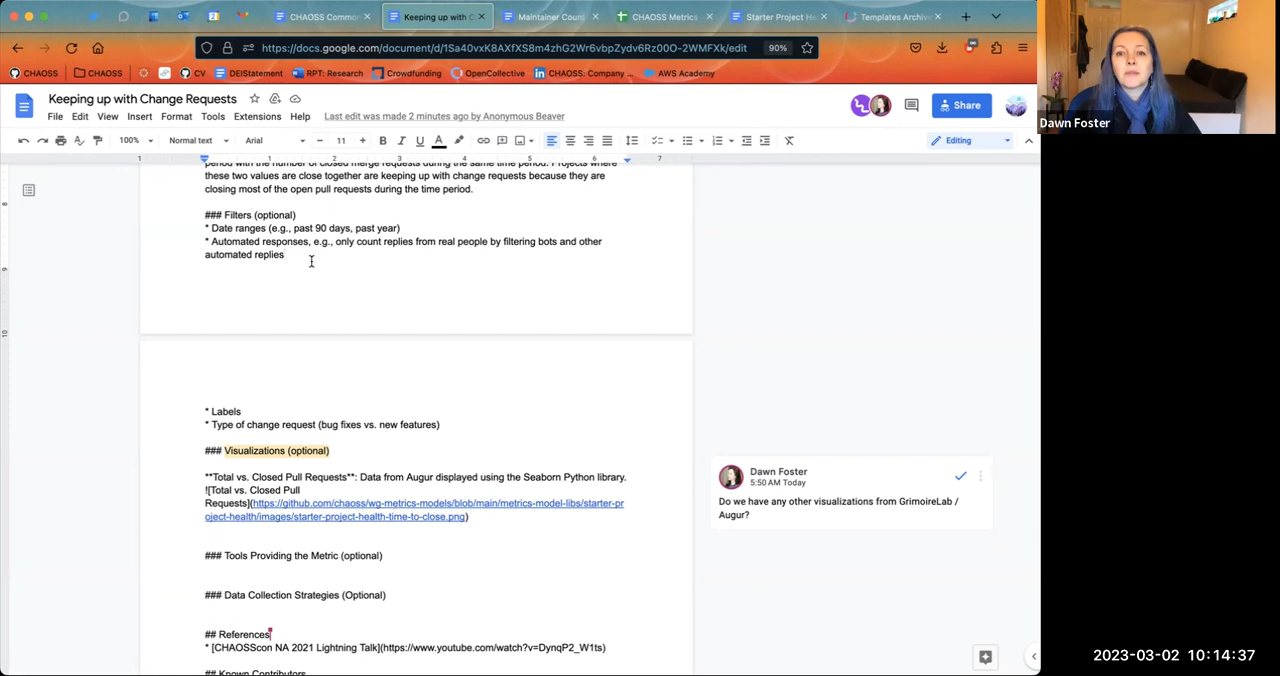 CHAOSS Commo
Keeping up with C
Maintainer Coun
CHAOSS Metrics
Starter Project He
Templates Archiv
https://docs.google.com/document/d/1Sa40vxK8AXfXS8m4zhG2Wr6vbpZydv6Rz00O-2WMFXk/edit
90%
CHAOSS
CHAOSS
CV
DEIStatement
RPT: Research
Crowdfunding
OpenCollective
CHAOSS: Company ...
AWS Academy
Keeping up with Change Requests
File Edit View Insert Format Tools Extensions Help Last edit was made 2 minutes ago by Anonymous Beaver
Share
100% Normal text Arial 11 Editing
period with the number of closed merge requests during the same time period. Projects where
these two values are close together are keeping up with change requests because they are
closing most of the open pull requests during the time period.
### Filters (optional)
* Date ranges (e.g., past 90 days, past year)
* Automated responses, e.g., only count replies from real people by filtering bots and other
automated replies
* Labels
* Type of change request (bug fixes vs. new features)
### Visualizations (optional)
**Total vs. Closed Pull Requests**: Data from Augur displayed using the Seaborn Python library.
![Total vs. Closed Pull
Requests](https://github.com/chaoss/wg-metrics-models/blob/main/metrics-model-libs/starter-pr
oject-health/images/starter-project-health-time-to-close.png)
### Tools Providing the Metric (optional)
### Data Collection Strategies (Optional)
## References
* [CHAOSScon NA 2021 Lightning Talk](https://www.youtube.com/watch?v=DynqP2_W1ts)
## Known Contributors
Dawn Foster
5:50 AM Today
Do we have any other visualizations from GrimoireLab /
Augur?
Dawn Foster
2023-03-02 10:14:37